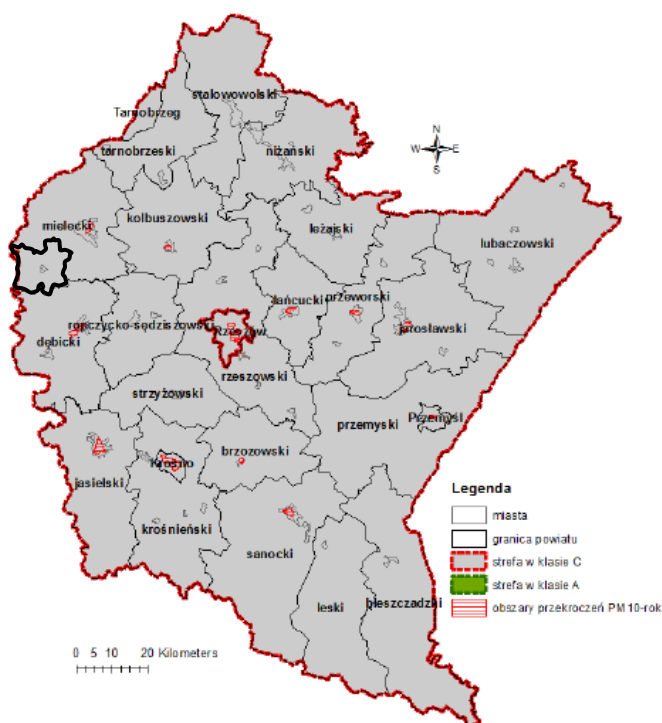 stalowowolski
Tarnobrzeg
tarnobrzeski
niżański
N
W E
S
mielecki
kolbuszowski
leżajski
lubaczowski
łańcucki
przeworski
ropczycko-sędziszowski
Rzeszów
jarosławski
dębicki
rzeszowski
strzyżowski
przemyski
Przemyśl
brzozowski
Krosno
jasielski
krośnieński
sanocki
leski
bieszczadzki
Legenda
miasta
granica powiatu
strefa w klasie C
strefa w klasie A
obszary przekroczeń PM 10-rok
0 5 10 20 Kilometers